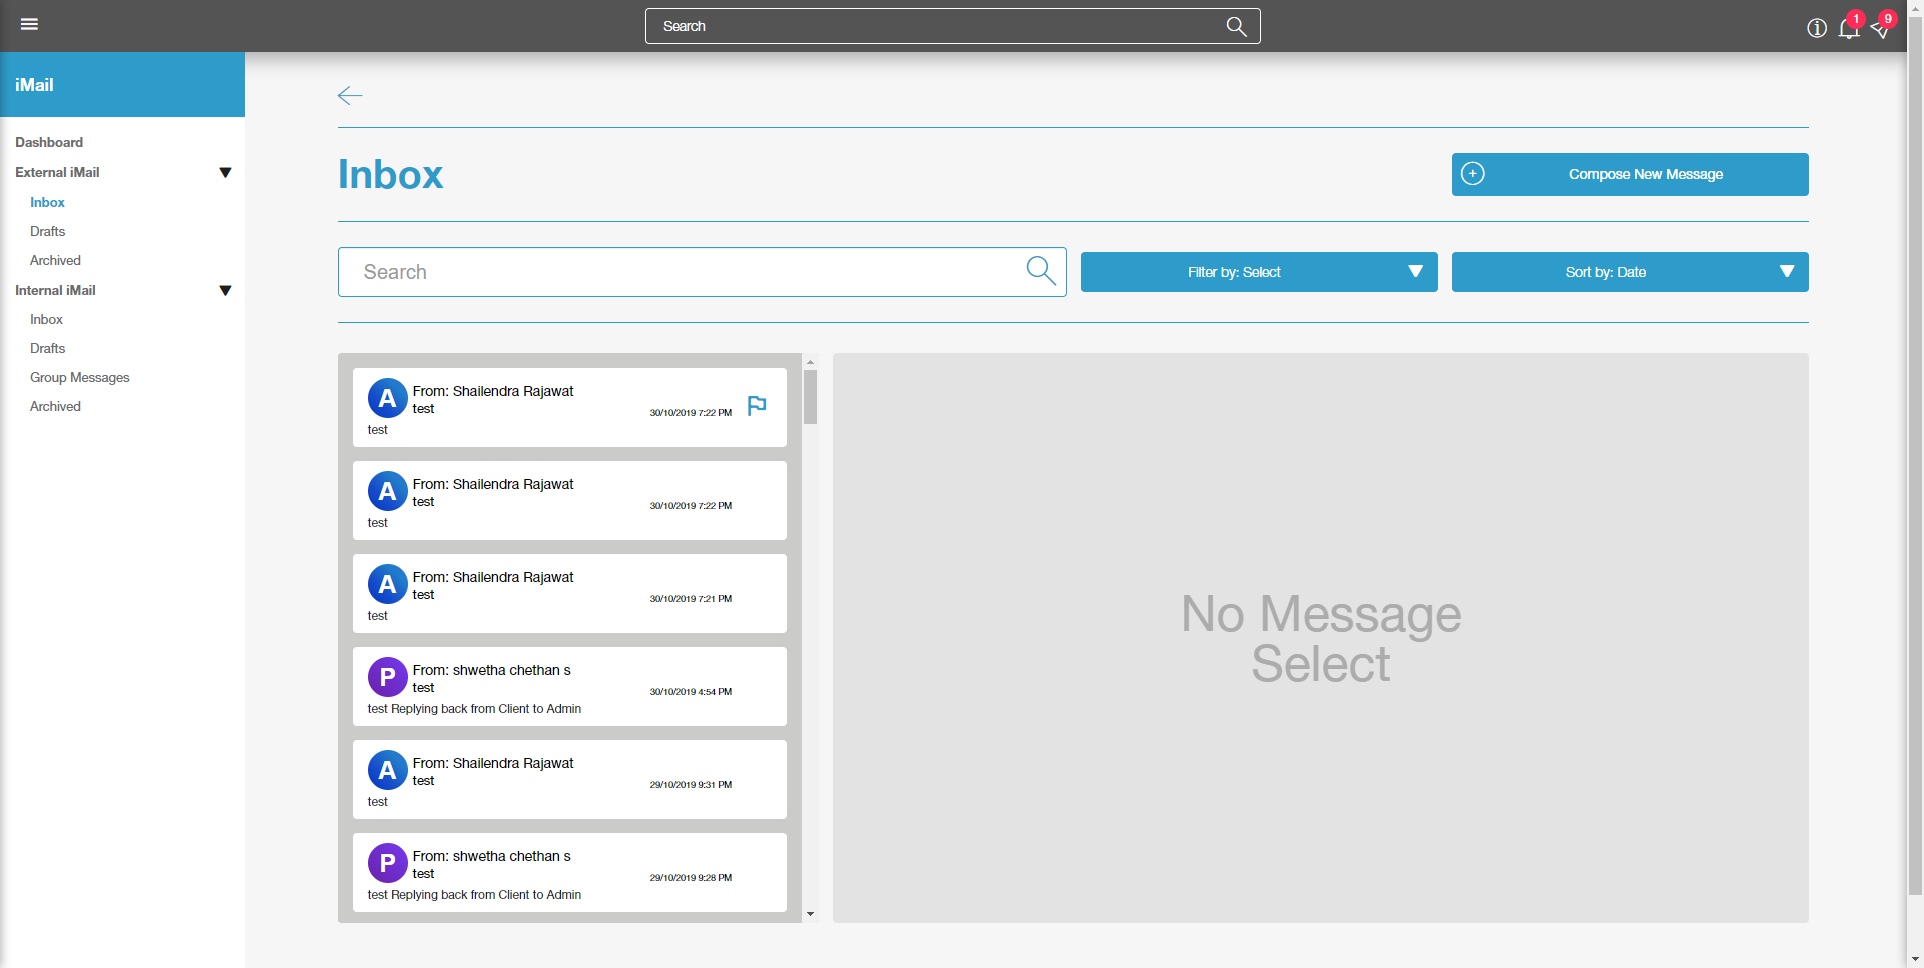 Search
1
9
iMail
Dashboard
External iMail
Inbox
Drafts
Archived
Internal iMail
Inbox
Drafts
Group Messages
Archived
Inbox
Compose New Message
Search
Filter by: Select
Sort by: Date
A
From: Shailendra Rajawat
test
30/10/2019 7:22 PM
test
A
From: Shailendra Rajawat
test
30/10/2019 7:22 PM
test
A
From: Shailendra Rajawat
test
30/10/2019 7:21 PM
test
P
From: shwetha chethan s
test
30/10/2019 4:54 PM
test Replying back from Client to Admin
A
From: Shailendra Rajawat
test
29/10/2019 9:31 PM
test
P
From: shwetha chethan s
test
29/10/2019 9:28 PM
test Replying back from Client to Admin
No Message
Select